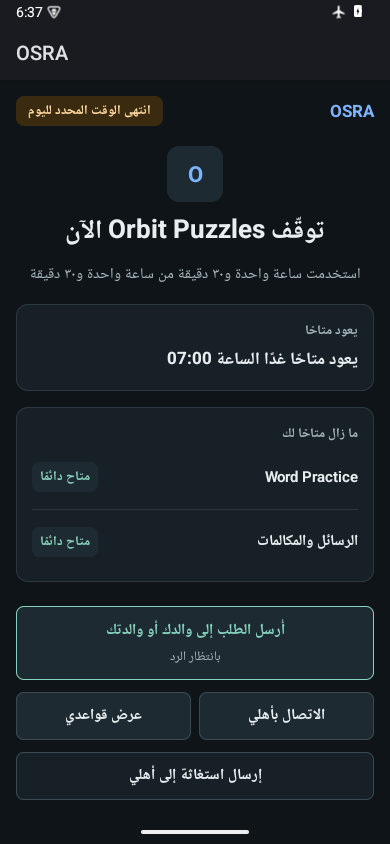 6:37
OSRA
OSRA
انتهى الوقت المحدد لليوم
O
توقّف Orbit Puzzles الآن
استخدمت ساعة واحدة و٣٠ دقيقة من ساعة واحدة و٣٠ دقيقة
يعود متاحًا
يعود متاحًا غدًا الساعة 07:00
ما زال متاحًا لك
Word Practice
متاح دائمًا
الرسائل والمكالمات
متاح دائمًا
أرسل الطلب إلى والدك أو والدتك
بانتظار الرد
الاتصال بأهلي
عرض قواعدي
إرسال استغاثة إلى أهلي